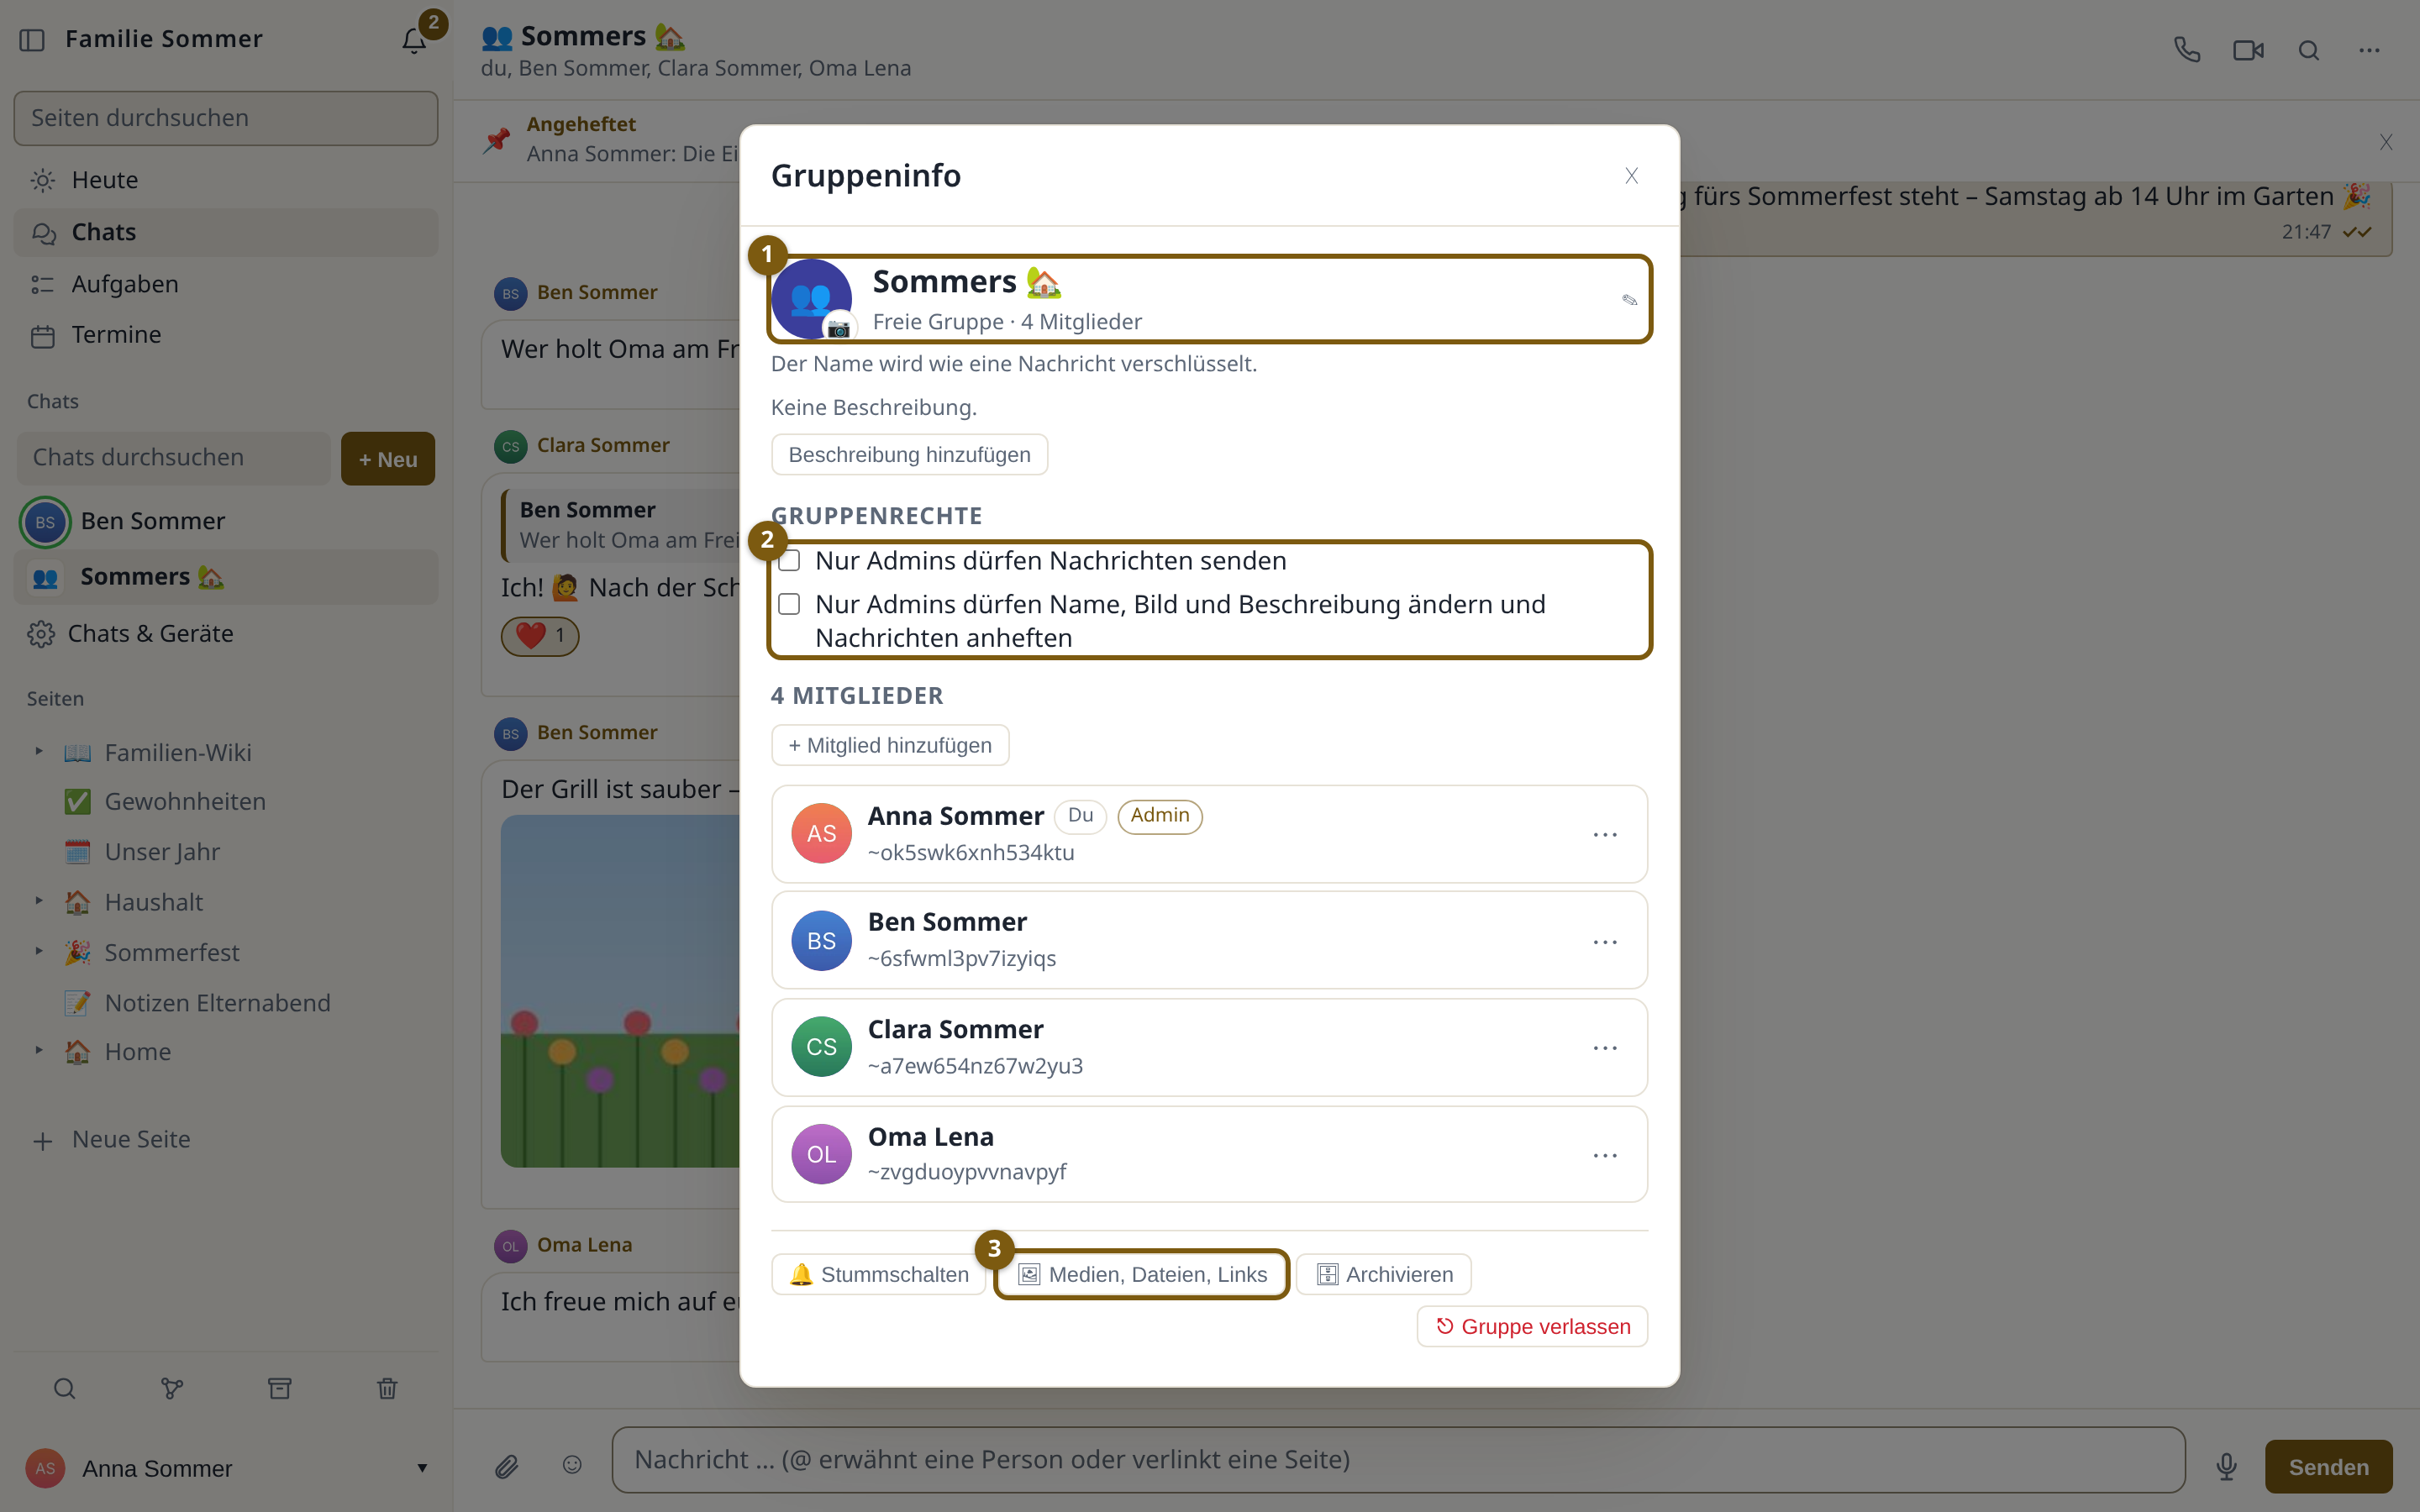 Familie Sommer
2
Seiten durchsuchen
Heute
Chats
Aufgaben
Termine
Chats
Chats durchsuchen
+ Neu
BS Ben Sommer
👥 Sommers 🏡
Chats & Geräte
Seiten
📖 Familien-Wiki
✅ Gewohnheiten
🗓️ Unser Jahr
🏠 Haushalt
🎉 Sommerfest
📝 Notizen Elternabend
🏠 Home
Neue Seite
AS Anna Sommer
👥 Sommers 🏡
du, Ben Sommer, Clara Sommer, Oma Lena
📌 Angeheftet
Anna Sommer: Die Ei
fürs Sommerfest steht – Samstag ab 14 Uhr im Garten 🎉
21:47
BS Ben Sommer
Wer holt Oma am Fr
CS Clara Sommer
Ben Sommer
Wer holt Oma am Frei
Ich! 🙋 Nach der Sch
❤️ 1
BS Ben Sommer
Der Grill ist sauber –
OL Oma Lena
Ich freue mich auf e
Nachricht … (@ erwähnt eine Person oder verlinkt eine Seite)
Senden
Gruppeninfo
X
1
Sommers 🏡
Freie Gruppe · 4 Mitglieder
Der Name wird wie eine Nachricht verschlüsselt.
Keine Beschreibung.
Beschreibung hinzufügen
GRUPPENRECHTE
2
Nur Admins dürfen Nachrichten senden
Nur Admins dürfen Name, Bild und Beschreibung ändern und
Nachrichten anheften
4 MITGLIEDER
+ Mitglied hinzufügen
AS Anna Sommer Du Admin
~ok5swk6xnh534ktu
BS Ben Sommer
~6sfwml3pv7izyiqs
CS Clara Sommer
~a7ew654nz67w2yu3
OL Oma Lena
~zvgduoypvvnavpyf
3
🔔 Stummschalten
🖼 Medien, Dateien, Links
🗄 Archivieren
Gruppe verlassen